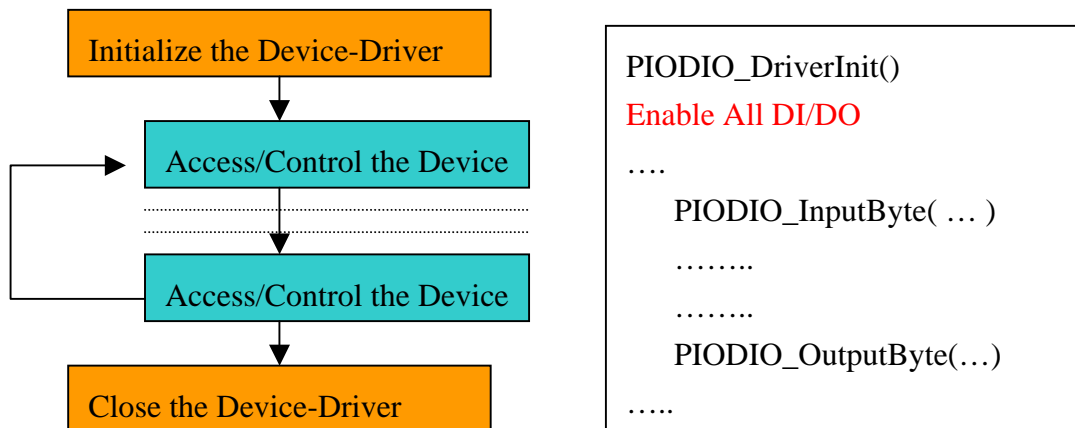 Initialize the Device-Driver
Access/Control the Device
Access/Control the Device
Close the Device-Driver
PIODIO_DriverInit()
Enable All DI/DO
….
PIODIO_InputByte( … )
……..
……..
PIODIO_OutputByte(…)
…..